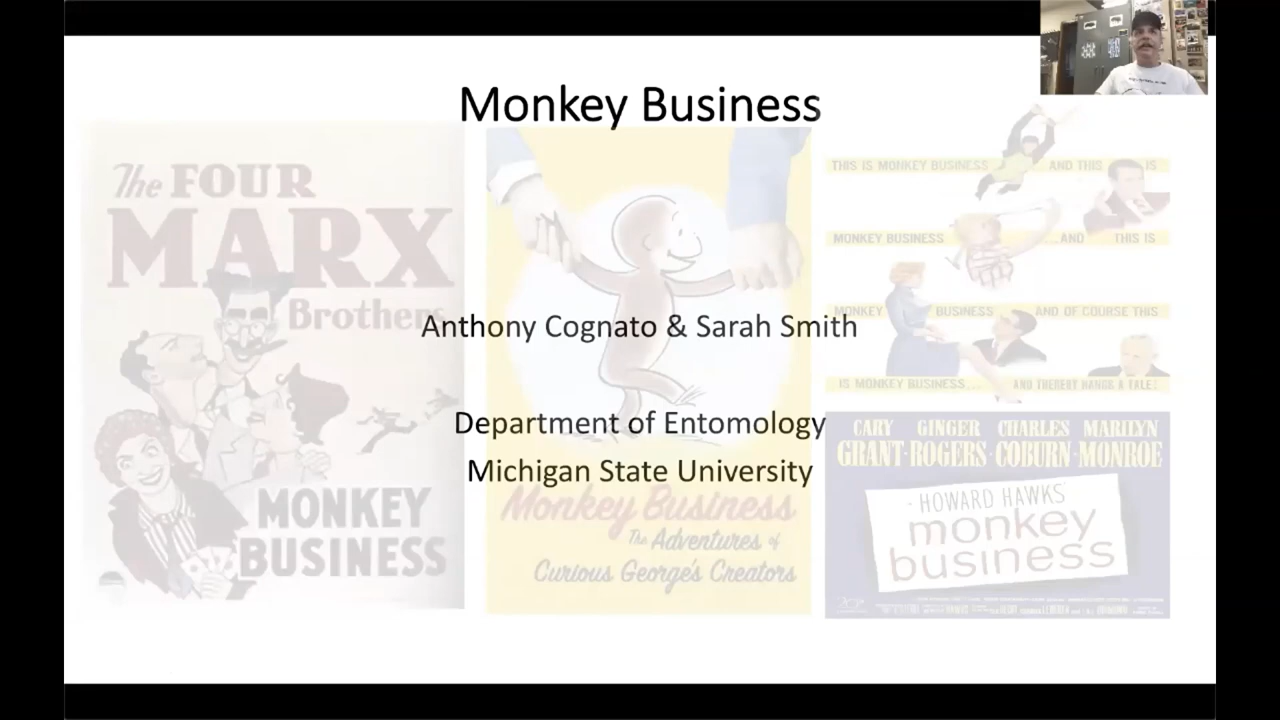 Monkey Business
The FOUR
MARX
Brothers
MONKEY
BUSINESS
Anthony Cognato & Sarah Smith
Department of Entomology
Michigan State University
Monkey Business
The Adventures of
Curious George's Creators
THIS IS MONKEY BUSINESS AND THIS IS
MONKEY BUSINESS ...AND THIS IS
MONKEY BUSINESS AND OF COURSE THIS
IS MONKEY BUSINESS... AND THEREBY HANGS A TALE!
CARY GINGER CHARLES MARILYN
GRANT·ROGERS·COBURN·MONROE
HOWARD HAWKS'
monkey
business